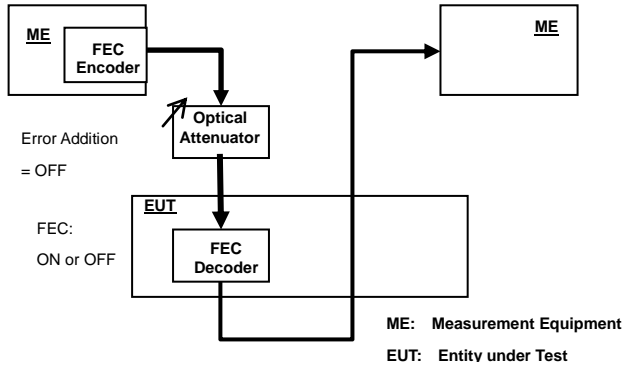 ME
FEC
Encoder
ME
Optical
Attenuator
Error Addition
= OFF
EUT
FEC:
ON or OFF
FEC
Decoder
ME: Measurement Equipment
EUT: Entity under Test